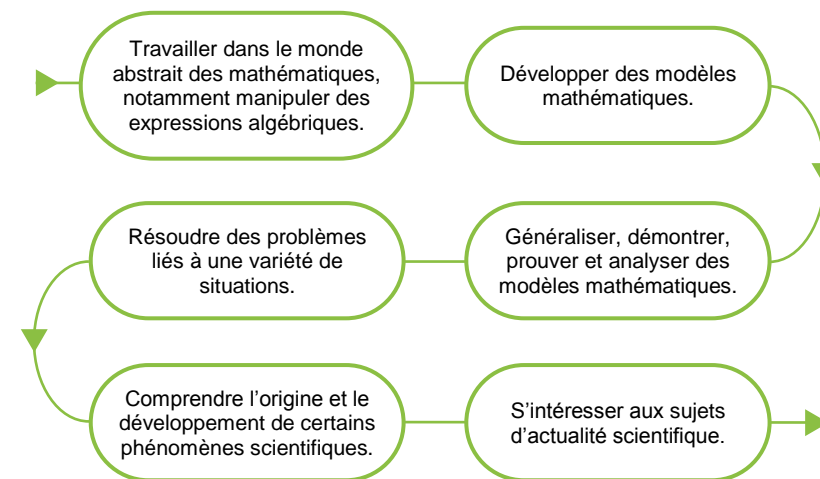 Travailler dans le monde
abstrait des mathématiques,
notamment manipuler des
expressions algébriques.
Développer des modèles
mathématiques.
Généraliser, démontrer,
prouver et analyser des
modèles mathématiques.
Résoudre des problèmes
liés à une variété de
situations.
Comprendre l’origine et le
développement de certains
phénomènes scientifiques.
S’intéresser aux sujets
d’actualité scientifique.